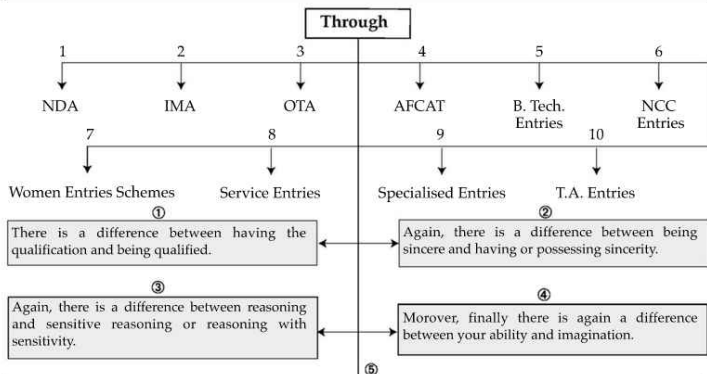 Through
1 2 3 4 5 6
NDA IMA OTA AFCAT B. Tech. Entries NCC Entries
7 8 9 10
Women Entries Schemes Service Entries Specialised Entries T.A. Entries
①
There is a difference between having the
qualification and being qualified.
②
Again, there is a difference between being
sincere and having or possessing sincerity.
③
Again, there is a difference between reasoning
and sensitive reasoning or reasoning with
sensitivity.
④
Morover, finally there is again a difference
between your ability and imagination.
⑤